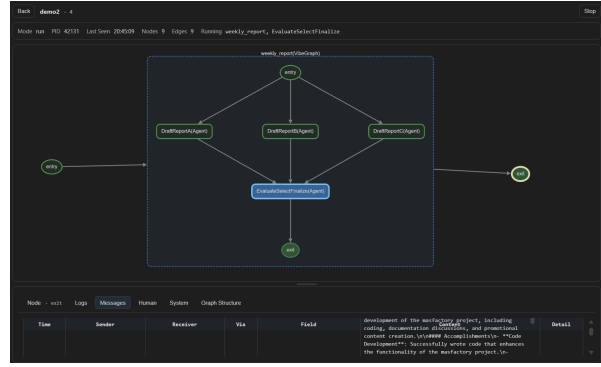 Back demo2 · 4 Stop
Mode run PID 42131 Last Seen 20:45:09 Nodes 9 Edges 9 Running weekly_report, EvaluateSelectFinalize
weekly_report(VibeGraph)
entry
DraftReportA(Agent) DraftReportB(Agent) DraftReportC(Agent)
entry
exit
EvaluateSelectFinalize(Agent)
exit
Node · exit Logs Messages Human System Graph Structure
Time Sender Receiver Via Field Content Detail
development of the masfactory project, including
coding, documentation discussions, and promotional
content creation.\n\n#### Accomplishments\n- **Code
Development**: Successfully wrote code that enhances
the functionality of the masfactory project.\n-